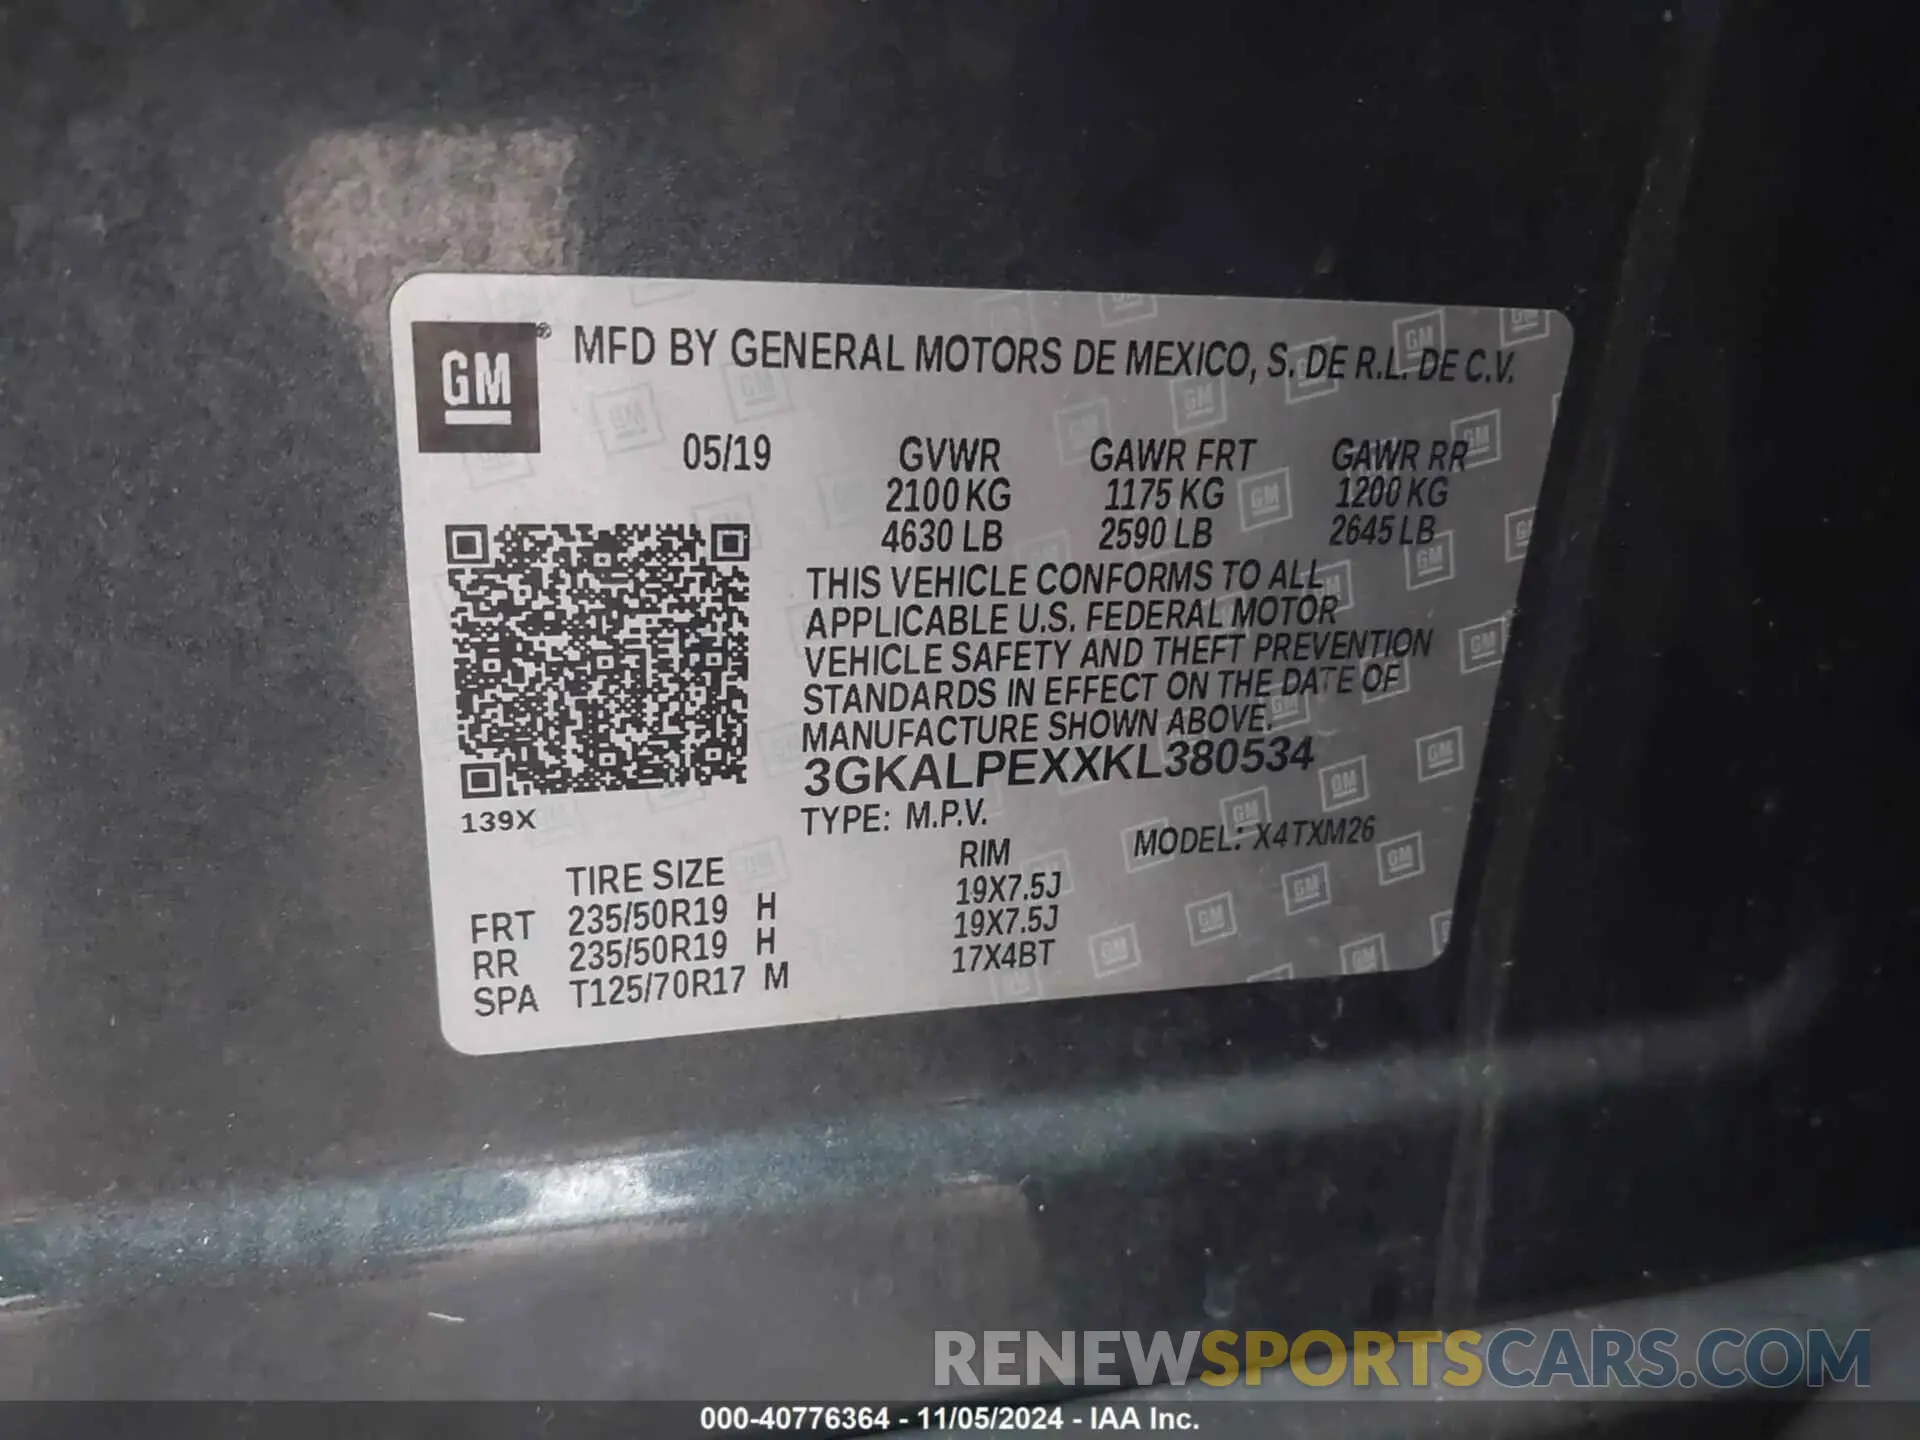 GM ® MFD BY GENERAL MOTORS DE MEXICO, S. DE R.L. DE C.V.
05/19 GVWR GAWR FRT GAWR RR
2100 KG 1175 KG 1200 KG
4630 LB 2590 LB 2645 LB
THIS VEHICLE CONFORMS TO ALL
APPLICABLE U.S. FEDERAL MOTOR
VEHICLE SAFETY AND THEFT PREVENTION
STANDARDS IN EFFECT ON THE DATE OF
MANUFACTURE SHOWN ABOVE.
3GKALPEXXKL380534
139X
TYPE: M.P.V. MODEL: X4TXM26
TIRE SIZE RIM
FRT 235/50R19 H 19X7.5J
RR 235/50R19 H 19X7.5J
SPA T125/70R17 M 17X4BT
RENEWSPORTSCARS.COM
000-40776364 - 11/05/2024 - IAA Inc.